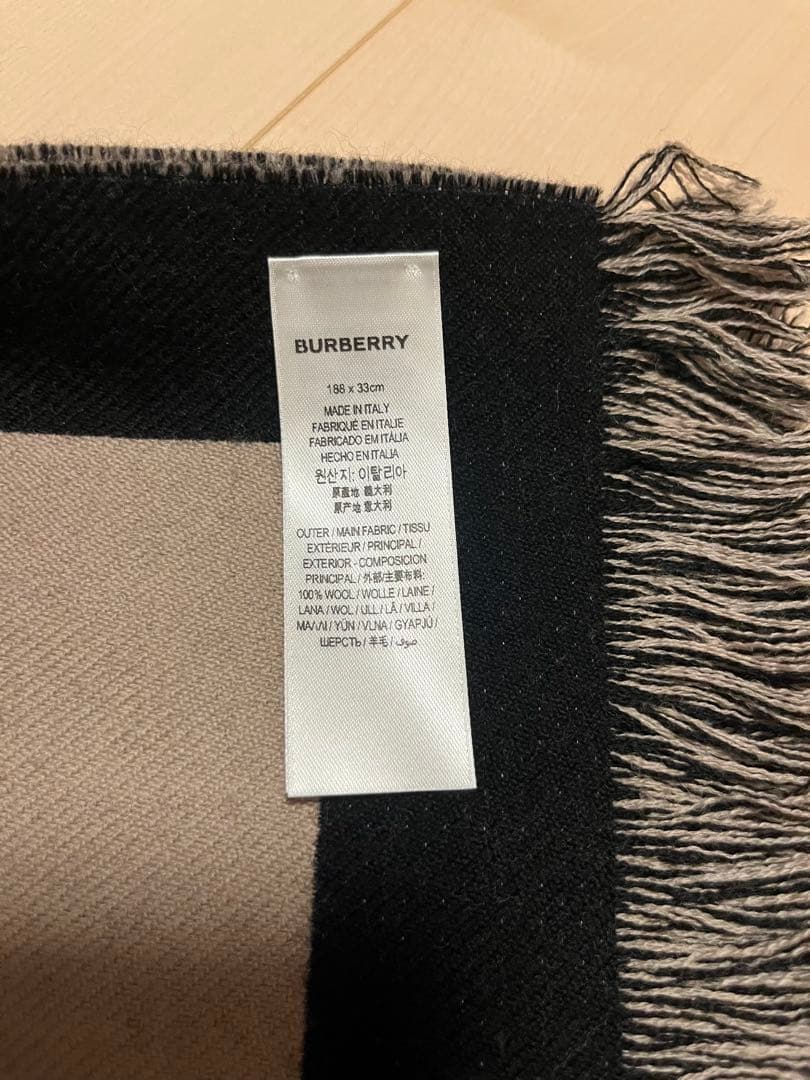 BURBERRY
188 x 33cm
MADE IN ITALY
FABRIQUÉ EN ITALIE
FABRICADO EM ITÁLIA
HECHO EN ITALIA
원산지: 이탈리아
原產地 義大利
原产地 意大利
OUTER / MAIN FABRIC / TISSU
EXTÉRIEUR / PRINCIPAL /
EXTERIOR - COMPOSICION
PRINCIPAL / 外部/主要布料:
100% WOOL / WOLLE / LAINE /
LANA / WOL / ULL / LÃ / VILLA /
ΜΑΛΛΙ / YÜN / VLNA / GYAPJÚ /
ШЕРСТЬ / 羊毛 / صوف